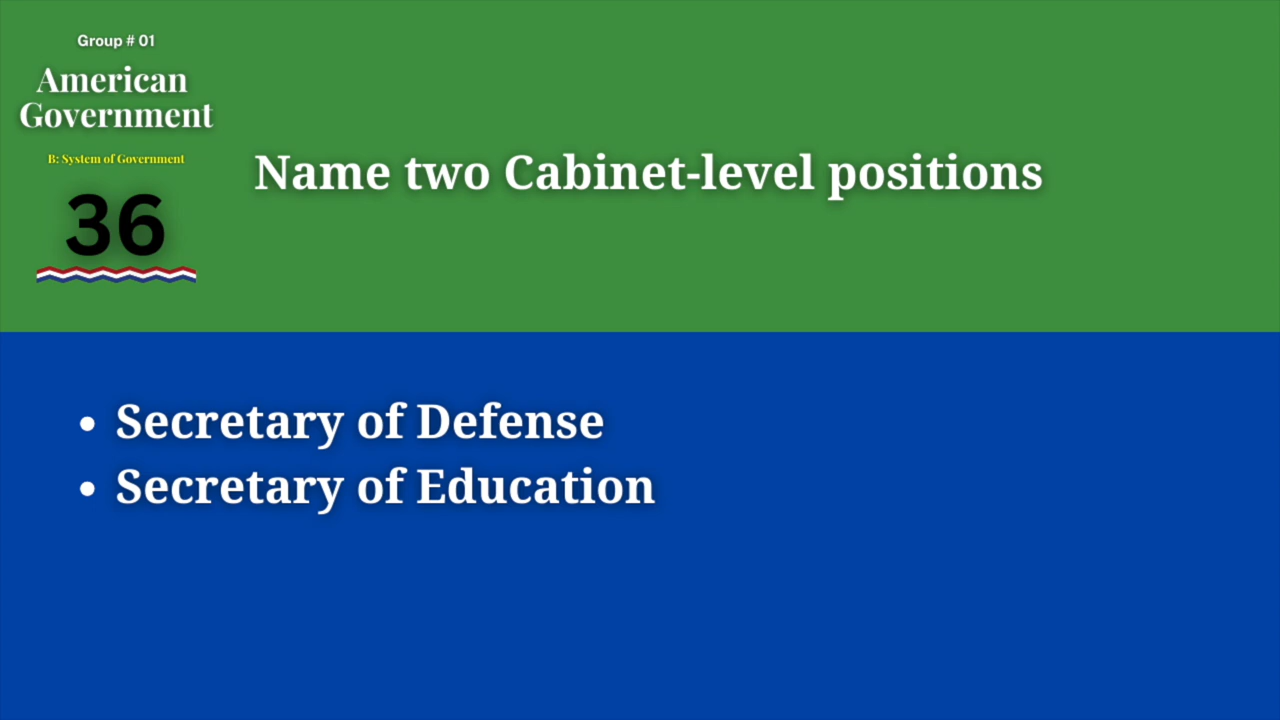 Group # 01
American
Government
B: System of Government
36
Name two Cabinet-level positions
• Secretary of Defense
• Secretary of Education